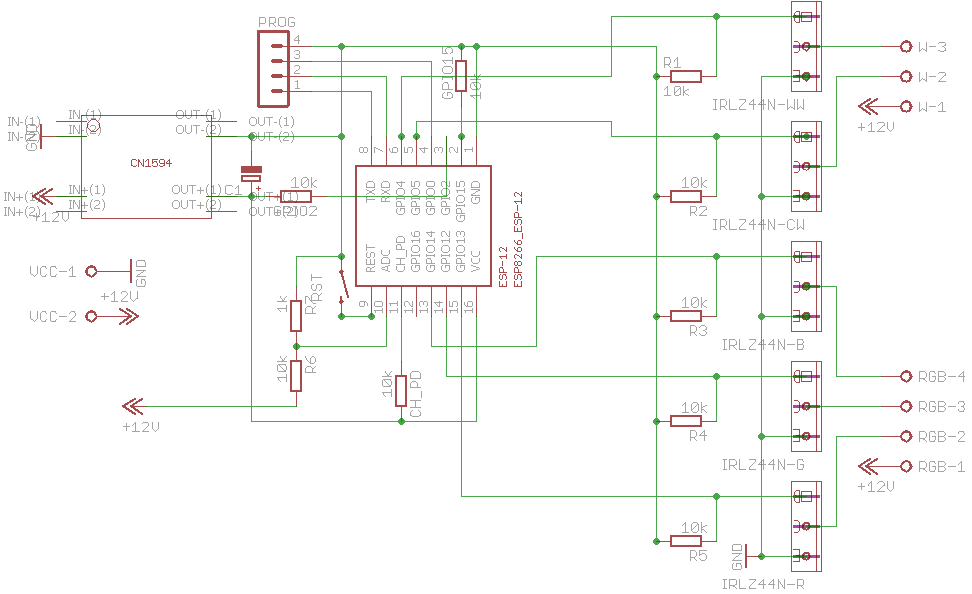 PROG
4
3
2
1
GPIO15
10k
R1
10k
IRLZ44N-WW
W-3
W-2
W-1
+12V
IN-(1)
IN-(1)
IN-(2)
IN-(2)
GND
OUT-(1)
OUT-(1)
OUT-(2)
OUT-(2)
CN1594
IN+(1)
IN+(1)
IN+(2)
IN+(2)
+12V
OUT+(1)
OUT+(1)
OUT+(2)
OUT+(2)
C1
+
10k
GPIO2
8
7
6
5
4
3
2
1
TXD
RXD
GPIO4
GPIO5
GPIO0
GPIO2
GPIO15
GND
REST
ADC
CH_PD
GPIO16
GPIO14
GPIO12
GPIO13
VCC
9
10
11
12
13
14
15
16
ESP-12
ESP8266_ESP-12
10k
R2
IRLZ44N-CW
VCC-1
GND
+12V
VCC-2
RST
1k
10k
R6
+12V
10k
CH_PD
10k
R3
IRLZ44N-B
10k
R4
IRLZ44N-G
RGB-4
RGB-3
RGB-2
RGB-1
+12V
10k
R5
GND
IRLZ44N-R